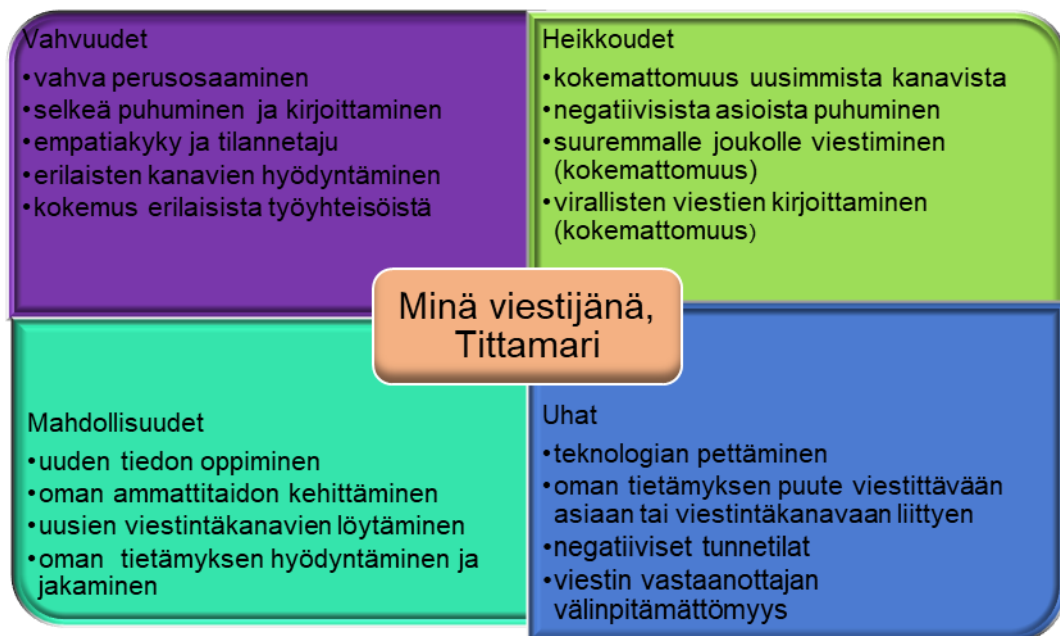 Vahvuudet
•vahva perusosaaminen
•selkeä puhuminen ja kirjoittaminen
•empatiakyky ja tilannetaju
•erilaisten kanavien hyödyntäminen
•kokemus erilaisista työyhteisöistä
Heikkoudet
•kokemattomuus uusimmista kanavista
•negatiivisista asioista puhuminen
•suuremmalle joukolle viestiminen
(kokemattomuus)
•virallisten viestien kirjoittaminen
(kokemattomuus)
Minä viestijänä,
Tittamari
Mahdollisuudet
•uuden tiedon oppiminen
•oman ammattitaidon kehittäminen
•uusien viestintäkanavien löytäminen
•oman tietämyksen hyödyntäminen ja
jakaminen
Uhat
•teknologian pettäminen
•oman tietämyksen puute viestittävään
asiaan tai viestintäkanavaan liittyen
•negatiiviset tunnetilat
•viestin vastaanottajan
välinpitämättömyys